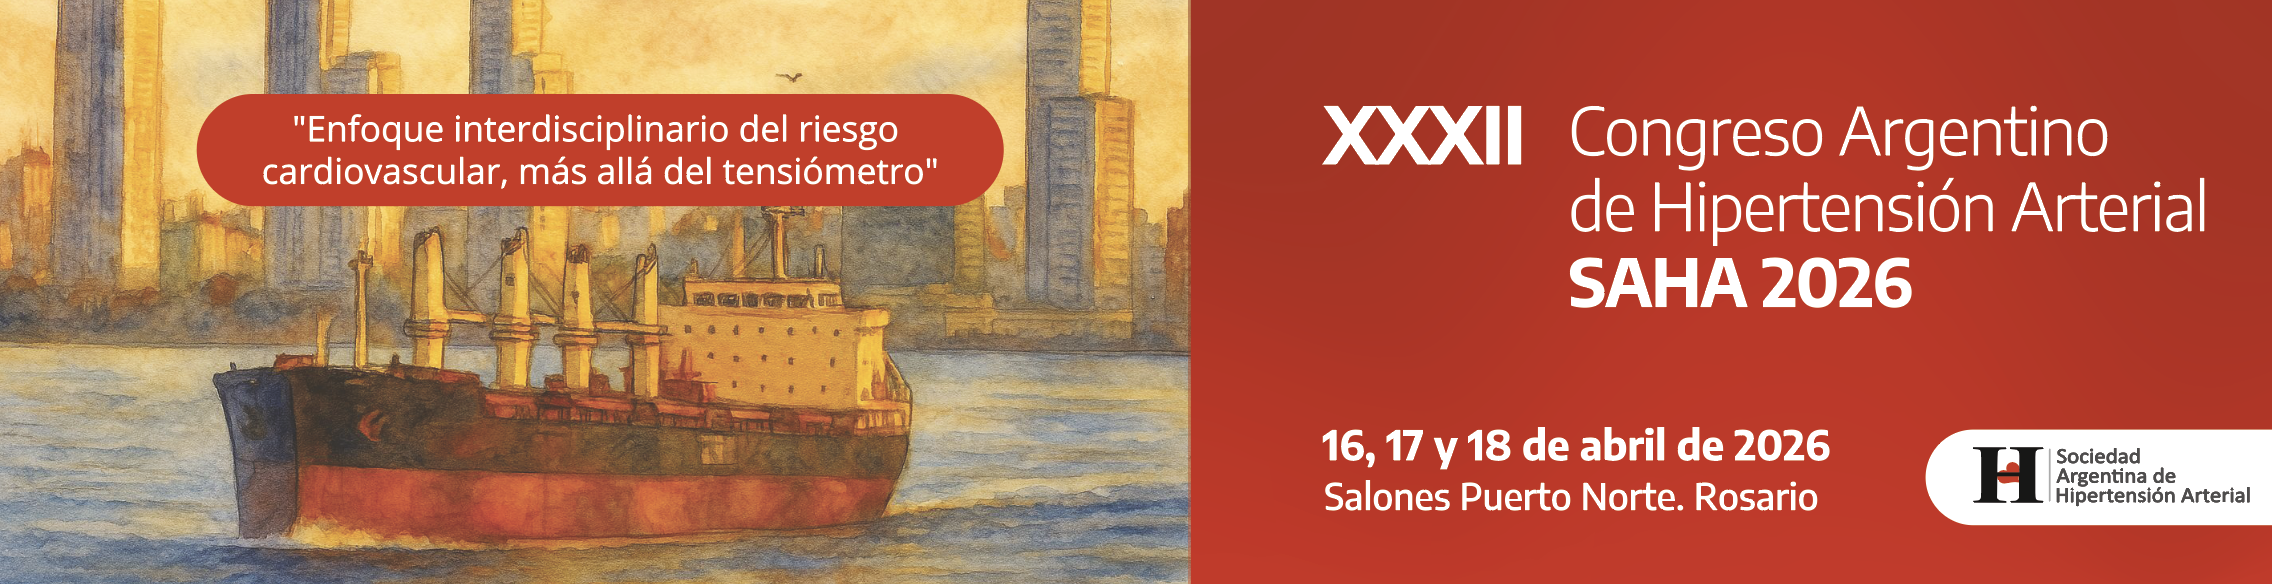 "Enfoque interdisciplinario del riesgo
cardiovascular, más allá del tensiómetro"
XXXII Congreso Argentino
de Hipertensión Arterial
SAHA 2026
16, 17 y 18 de abril de 2026
Salones Puerto Norte. Rosario
H Sociedad
Argentina de
Hipertensión Arterial